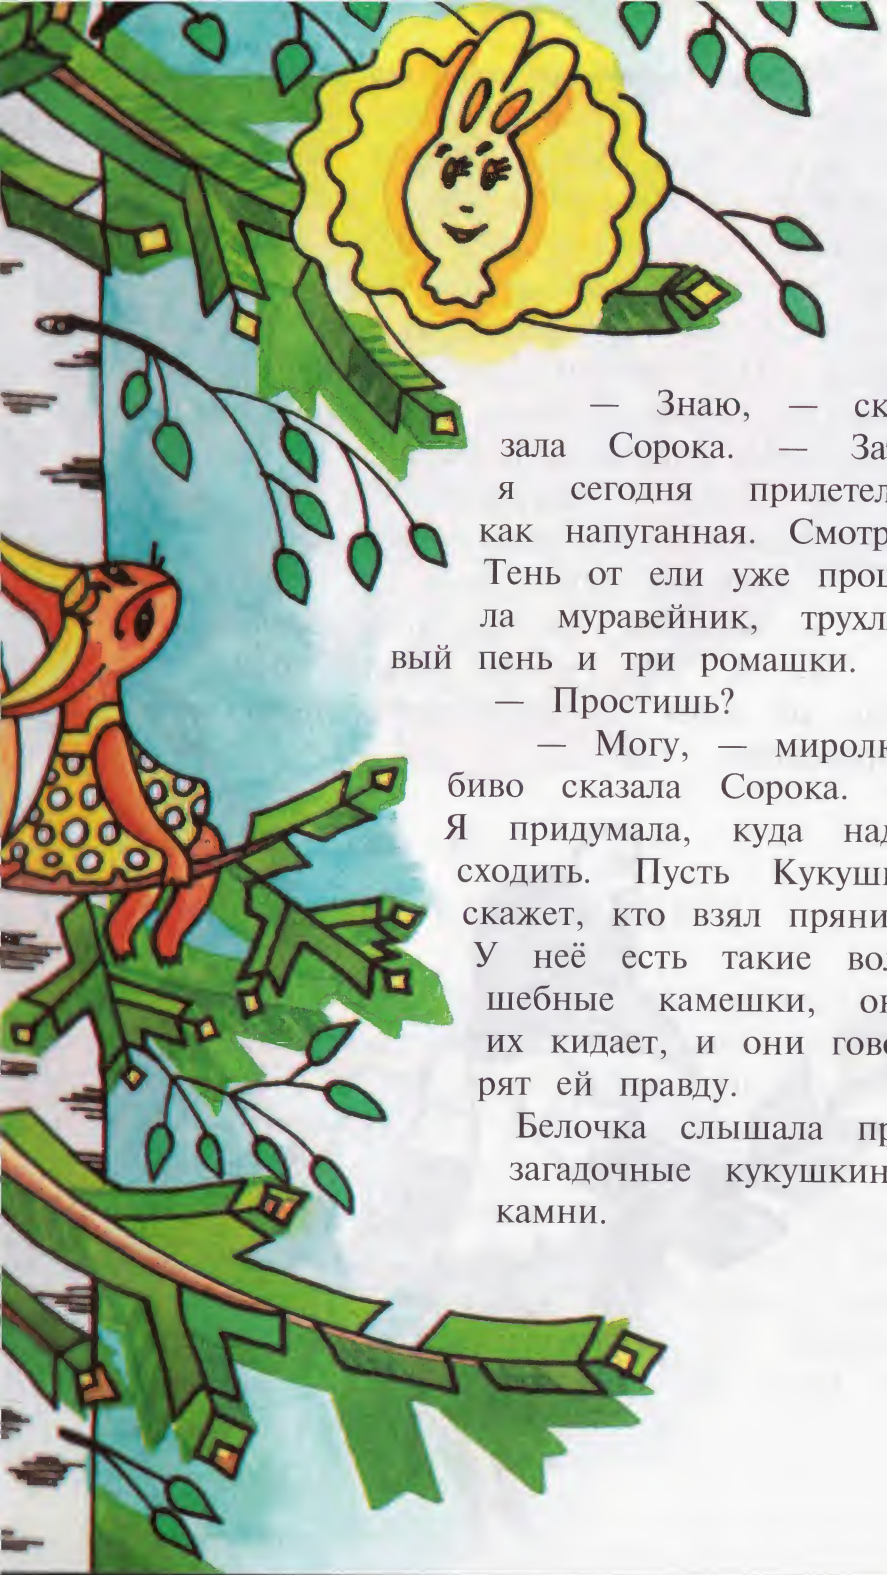 — Знаю, — ск
зала Сорока. — За
я сегодня прилетел
как напуганная. Смотр
Тень от ели уже прош
ла муравейник, трухл
вый пень и три ромашки.
— Простишь?
— Могу, — миролю
биво сказала Сорока.
Я придумала, куда над
сходить. Пусть Кукуш
скажет, кто взял пряни
У неё есть такие вол
шебные камешки, он
их кидает, и они гово
рят ей правду.
Белочка слышала пр
загадочные кукушкин
камни.